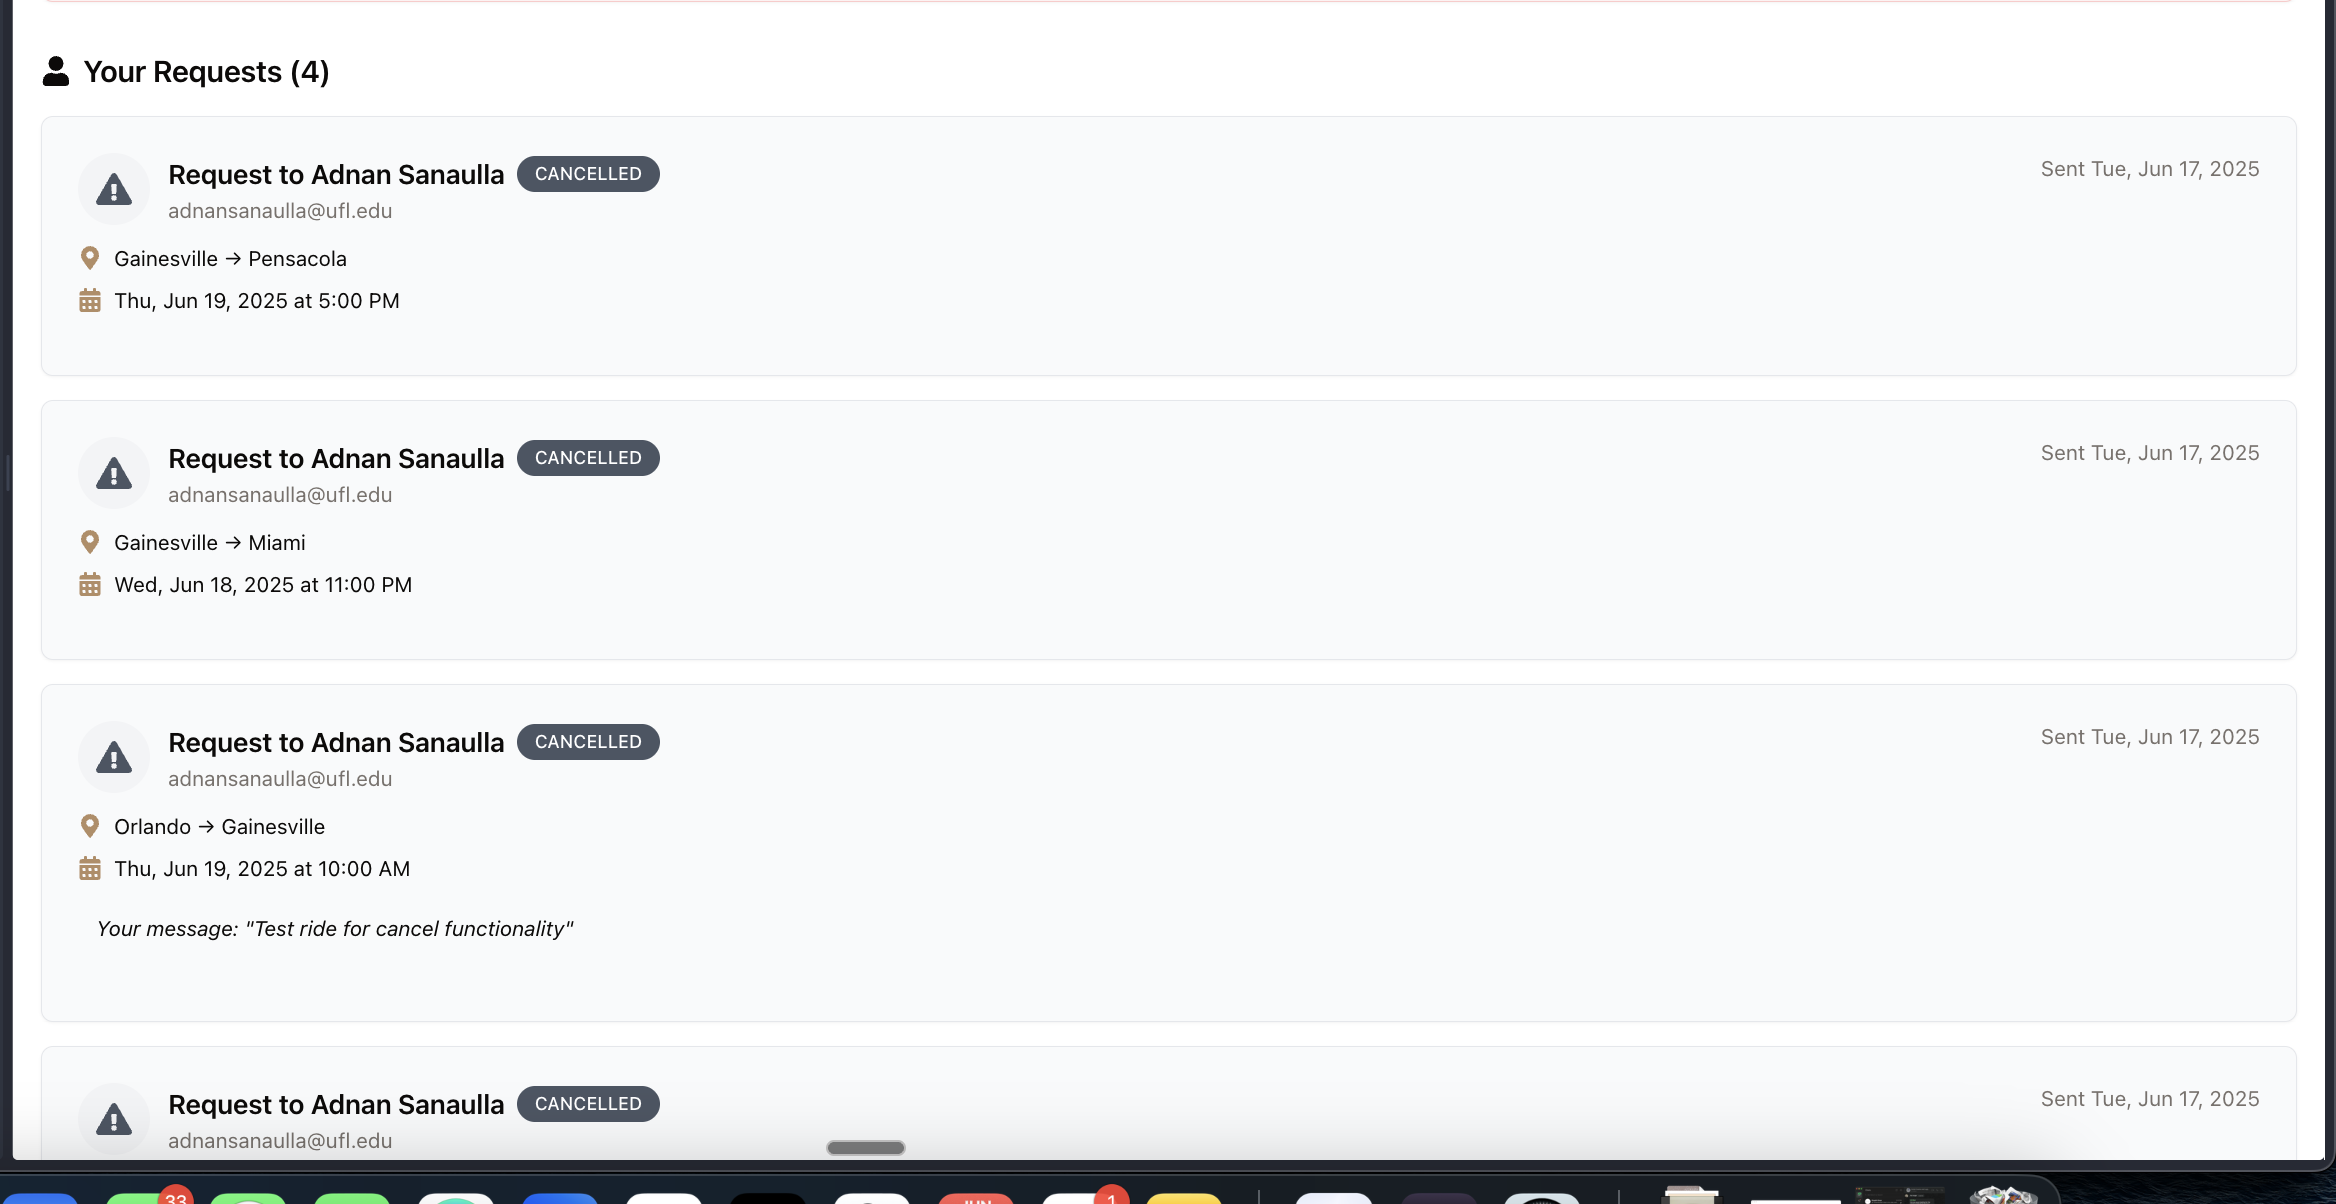 Your Requests (4)
Request to Adnan Sanaulla CANCELLED
Sent Tue, Jun 17, 2025
adnansanaulla@ufl.edu
Gainesville → Pensacola
Thu, Jun 19, 2025 at 5:00 PM
Request to Adnan Sanaulla CANCELLED
Sent Tue, Jun 17, 2025
adnansanaulla@ufl.edu
Gainesville → Miami
Wed, Jun 18, 2025 at 11:00 PM
Request to Adnan Sanaulla CANCELLED
Sent Tue, Jun 17, 2025
adnansanaulla@ufl.edu
Orlando → Gainesville
Thu, Jun 19, 2025 at 10:00 AM
Your message: "Test ride for cancel functionality"
Request to Adnan Sanaulla CANCELLED
Sent Tue, Jun 17, 2025
adnansanaulla@ufl.edu
33
JUN
1